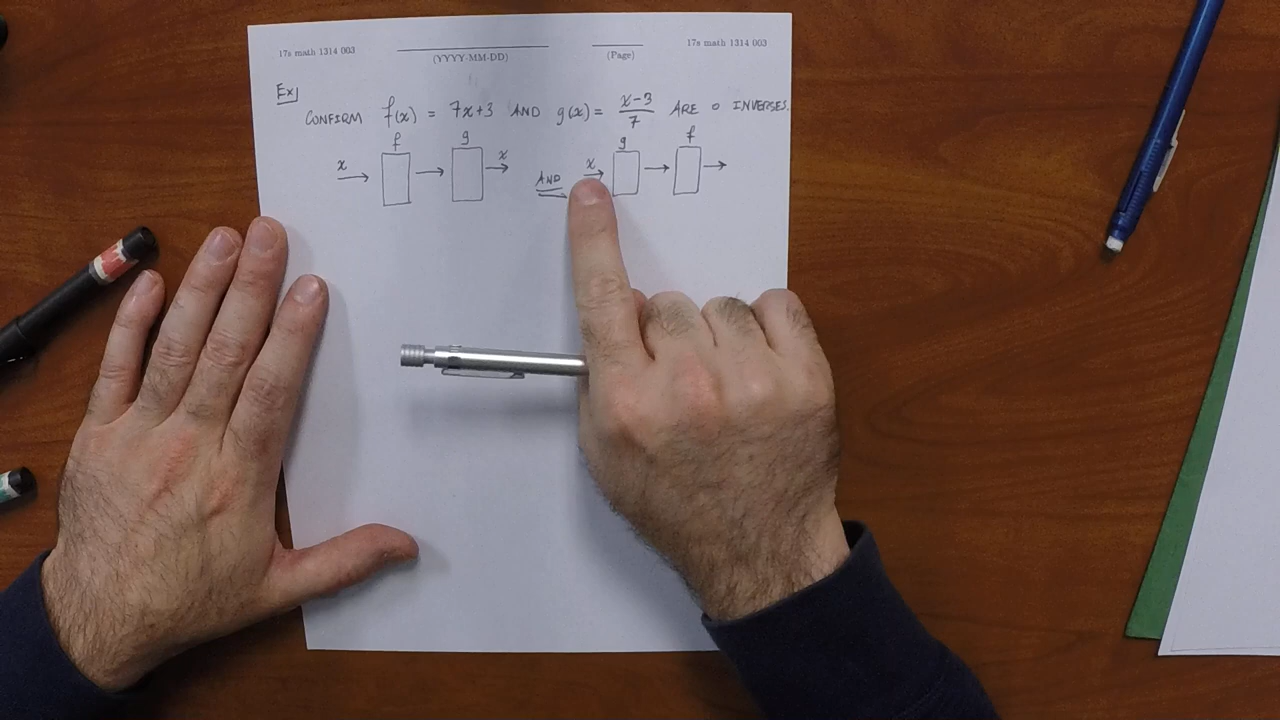 17s math 1314 003 (YYYY-MM-DD) (Page) 17s math 1314 003
Ex
CONFIRM f(x) = 7x+3 AND g(x) = x-3/7 ARE o INVERSES.
f g g f
x x AND x